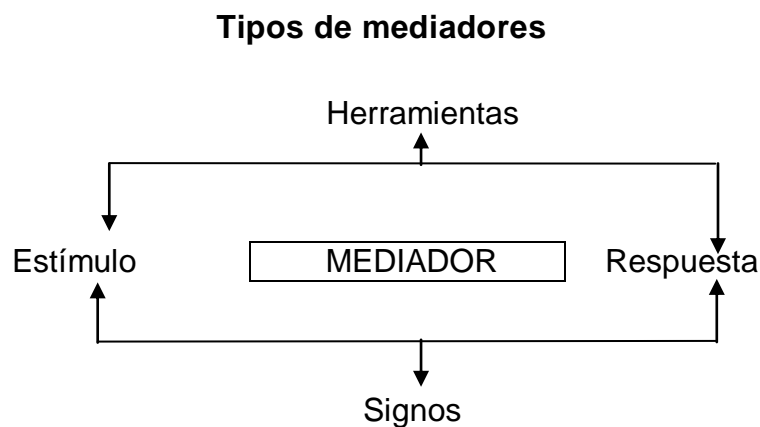 Tipos de mediadores
Herramientas
Estímulo MEDIADOR Respuesta
Signos